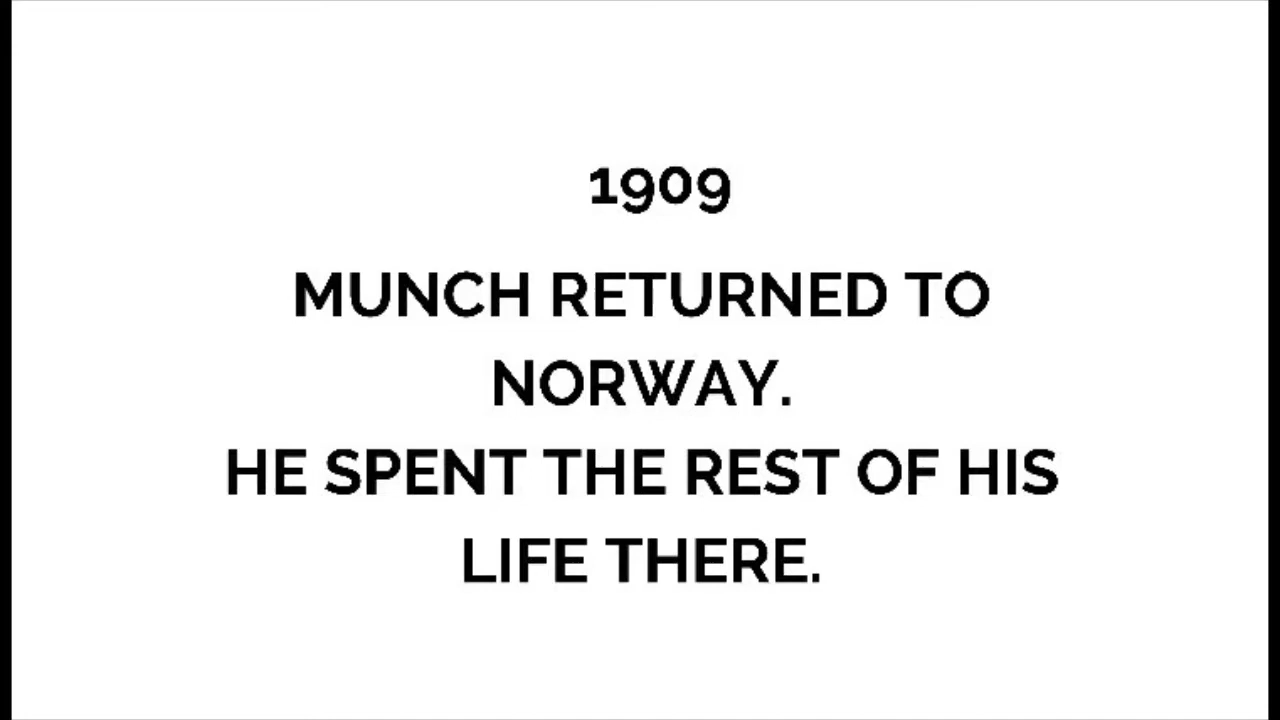 1909
MUNCH RETURNED TO
NORWAY.
HE SPENT THE REST OF HIS
LIFE THERE.